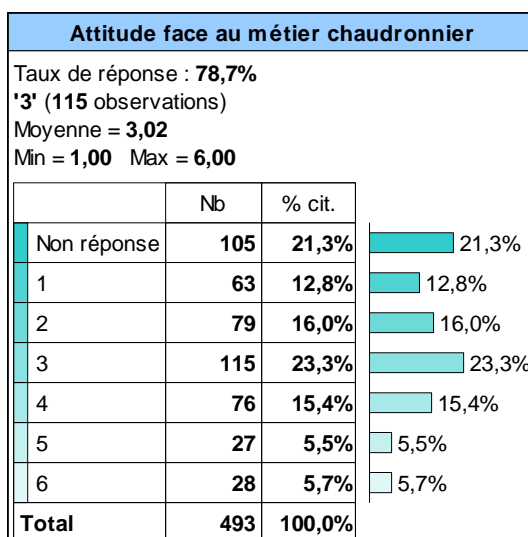 Attitude face au métier chaudronnier
Taux de réponse : 78,7%
'3' (115 observations)
Moyenne = 3,02
Min = 1,00 Max = 6,00
Nb % cit.
Non réponse 105 21,3% 21,3%
1 63 12,8% 12,8%
2 79 16,0% 16,0%
3 115 23,3% 23,3%
4 76 15,4% 15,4%
5 27 5,5% 5,5%
6 28 5,7% 5,7%
Total 493 100,0%